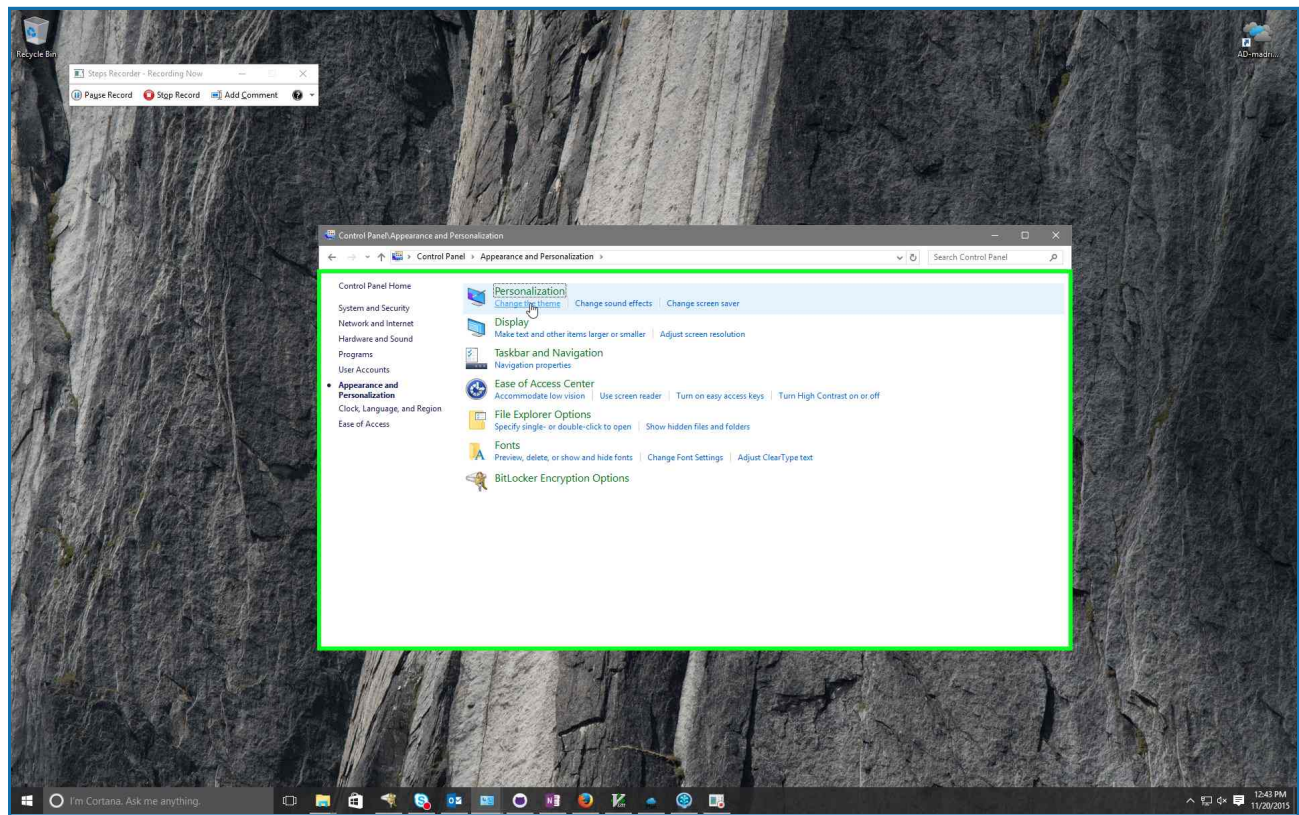 Recycle Bin
AD-madri...
Steps Recorder - Recording Now
Pause Record Stop Record Add Comment
Control Panel\Appearance and Personalization
Control Panel > Appearance and Personalization >
Search Control Panel
Control Panel Home
System and Security
Network and Internet
Hardware and Sound
Programs
User Accounts
Appearance and
Personalization
Clock, Language, and Region
Ease of Access
Personalization
Change the theme Change sound effects Change screen saver
Display
Make text and other items larger or smaller Adjust screen resolution
Taskbar and Navigation
Navigation properties
Ease of Access Center
Accommodate low vision Use screen reader Turn on easy access keys Turn High Contrast on or off
File Explorer Options
Specify single- or double-click to open Show hidden files and folders
Fonts
Preview, delete, or show and hide fonts Change Font Settings Adjust ClearType text
BitLocker Encryption Options
I'm Cortana. Ask me anything.
12:43 PM
11/20/2015